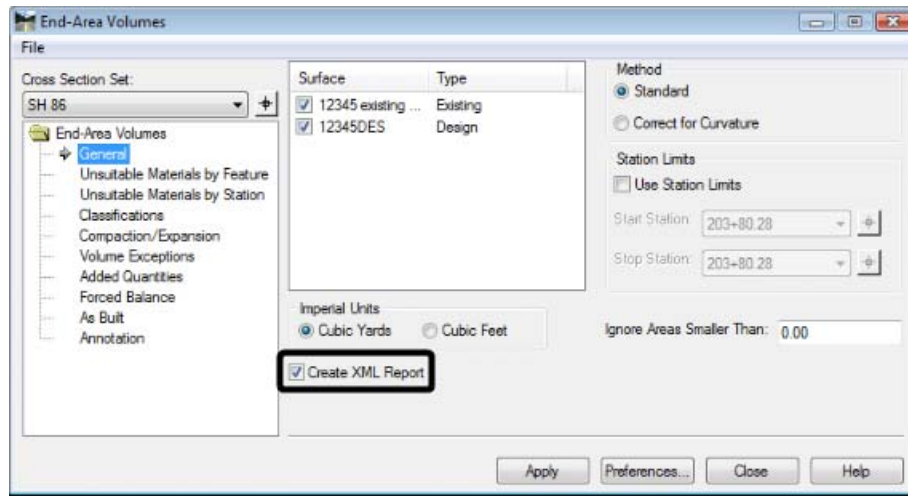 End-Area Volumes
File
Cross Section Set:
SH 86
End-Area Volumes
General
Unsuitable Materials by Feature
Unsuitable Materials by Station
Classifications
Compaction/Expansion
Volume Exceptions
Added Quantities
Forced Balance
As Built
Annotation
Surface Type
12345 existing ... Existing
12345DES Design
Imperial Units
Cubic Yards Cubic Feet
Create XML Report
Method
Standard
Correct for Curvature
Station Limits
Use Station Limits
Start Station: 203+80.28
Stop Station: 203+80.28
Ignore Areas Smaller Than: 0.00
Apply Preferences... Close Help